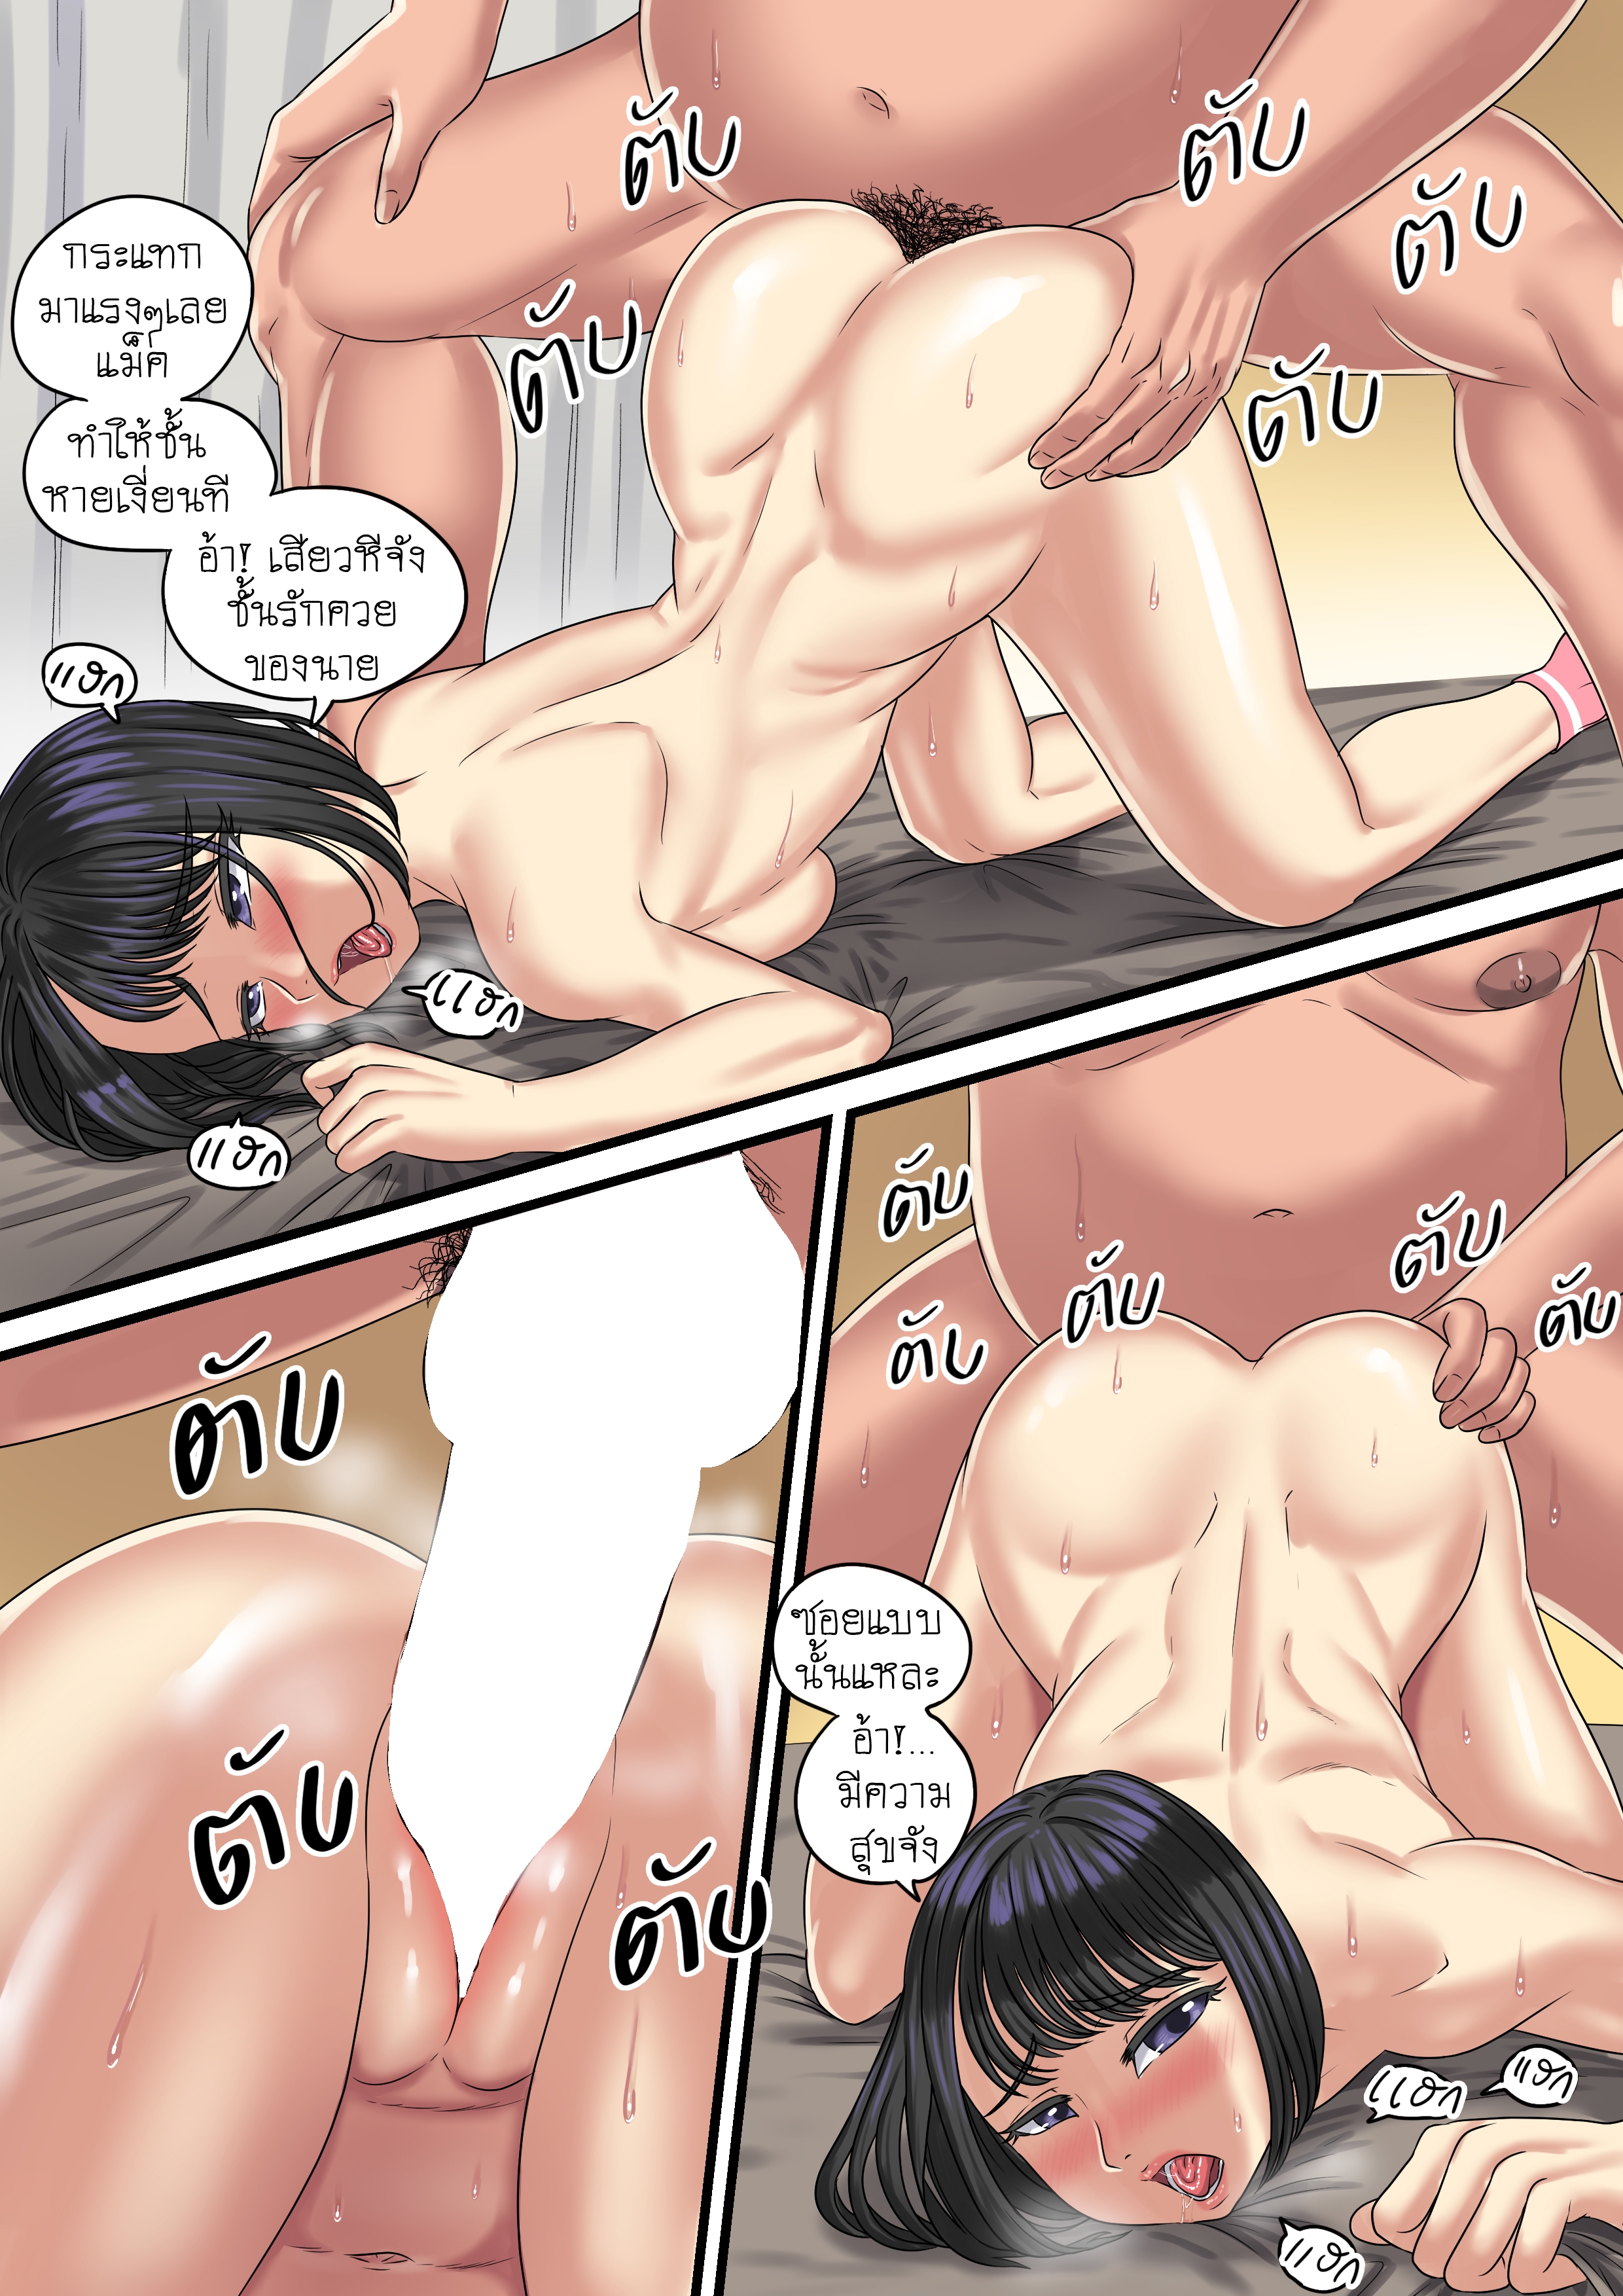 ตับ
ตับ
ตับ
ตับ
ตับ
กระแทก
มาแรงๆเลย
แม็ค
ทำให้ชั้น
หายเงี่ยนที
อ้า! เสียวหีจัง
ชั้นรักควย
ของนาย
แฮก
แฮก
แฮก
ตับ
ตับ
ตับ
ตับ
ตับ
ตับ
ตับ
ตับ
ซอยแบบ
นั้นแหละ
อ้า!...
มีความ
สุขจัง
แฮก
แฮก
แฮก